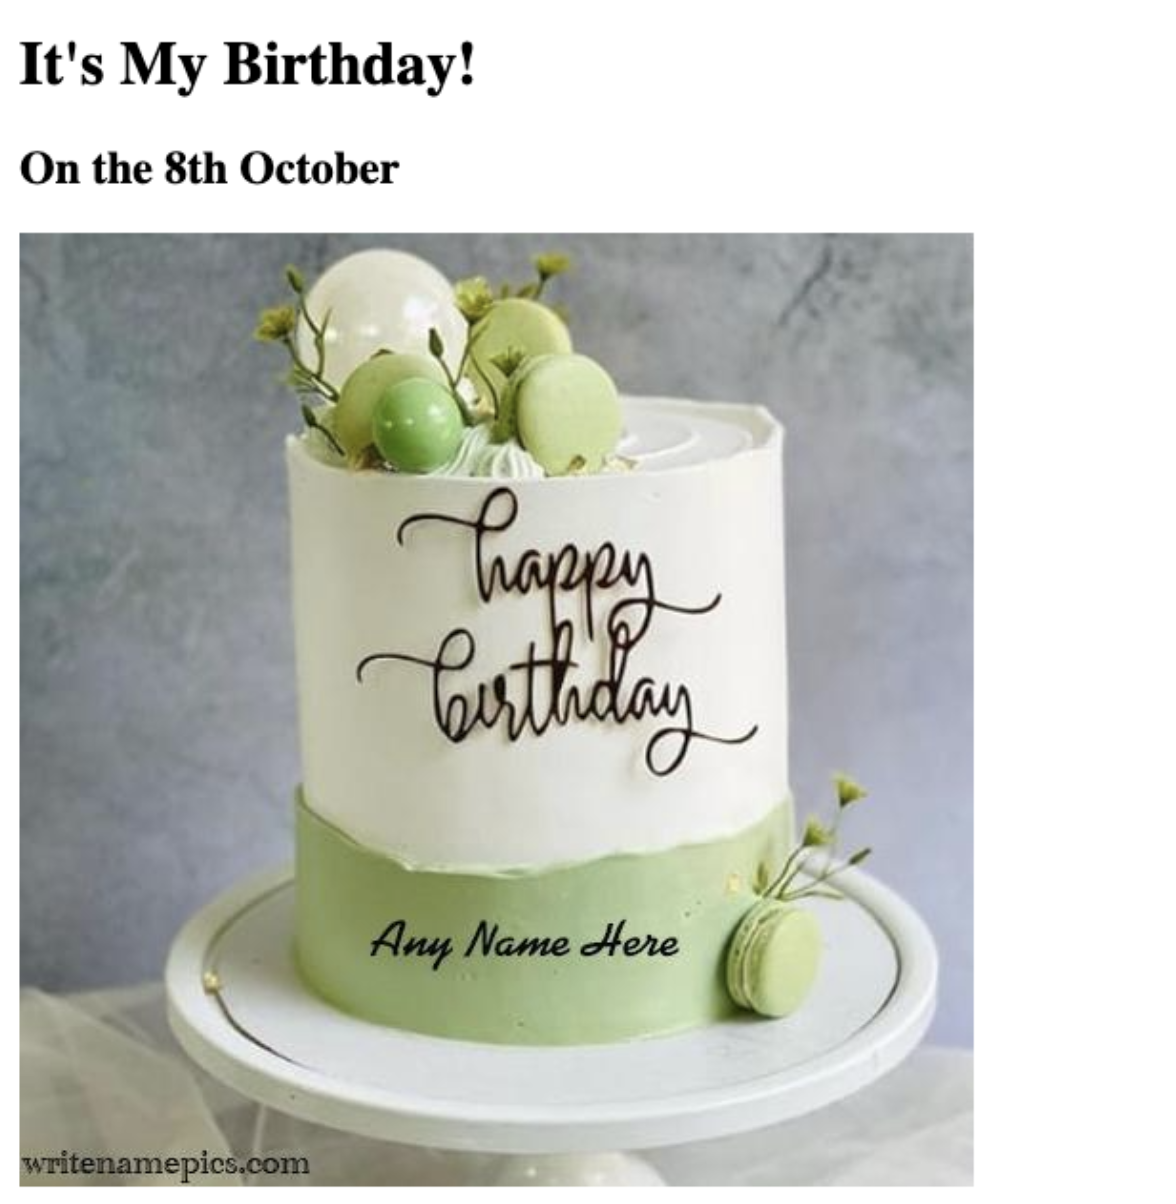 It's My Birthday!
On the 8th October
happy
birthday
Any Name Here
writenamepics.com